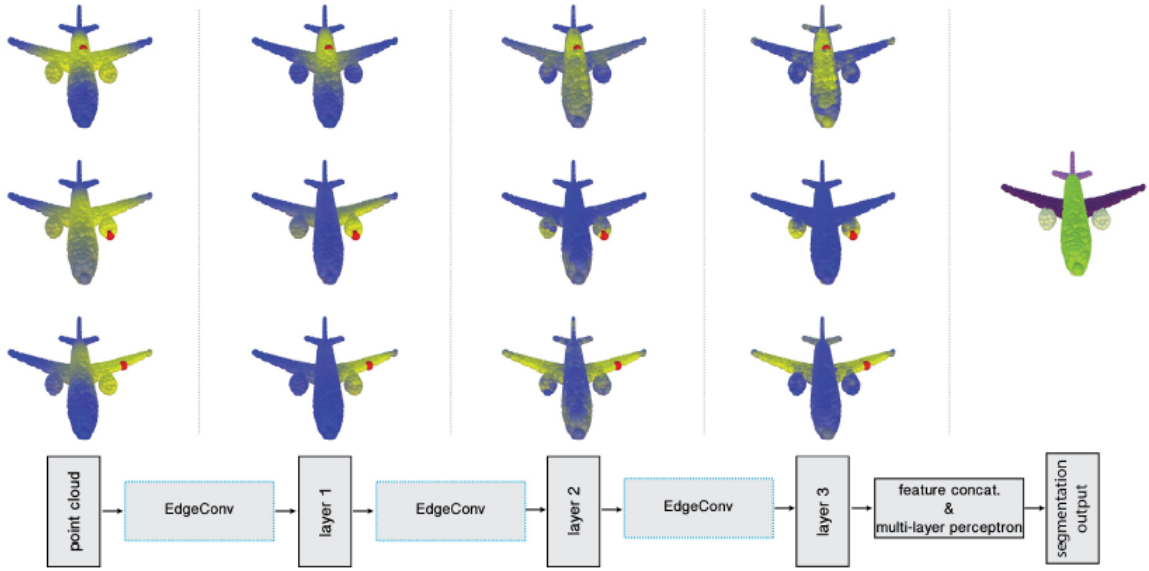 point cloud
EdgeConv
layer 1
EdgeConv
layer 2
EdgeConv
layer 3
feature concat.
&
multi-layer perceptron
segmentation
output